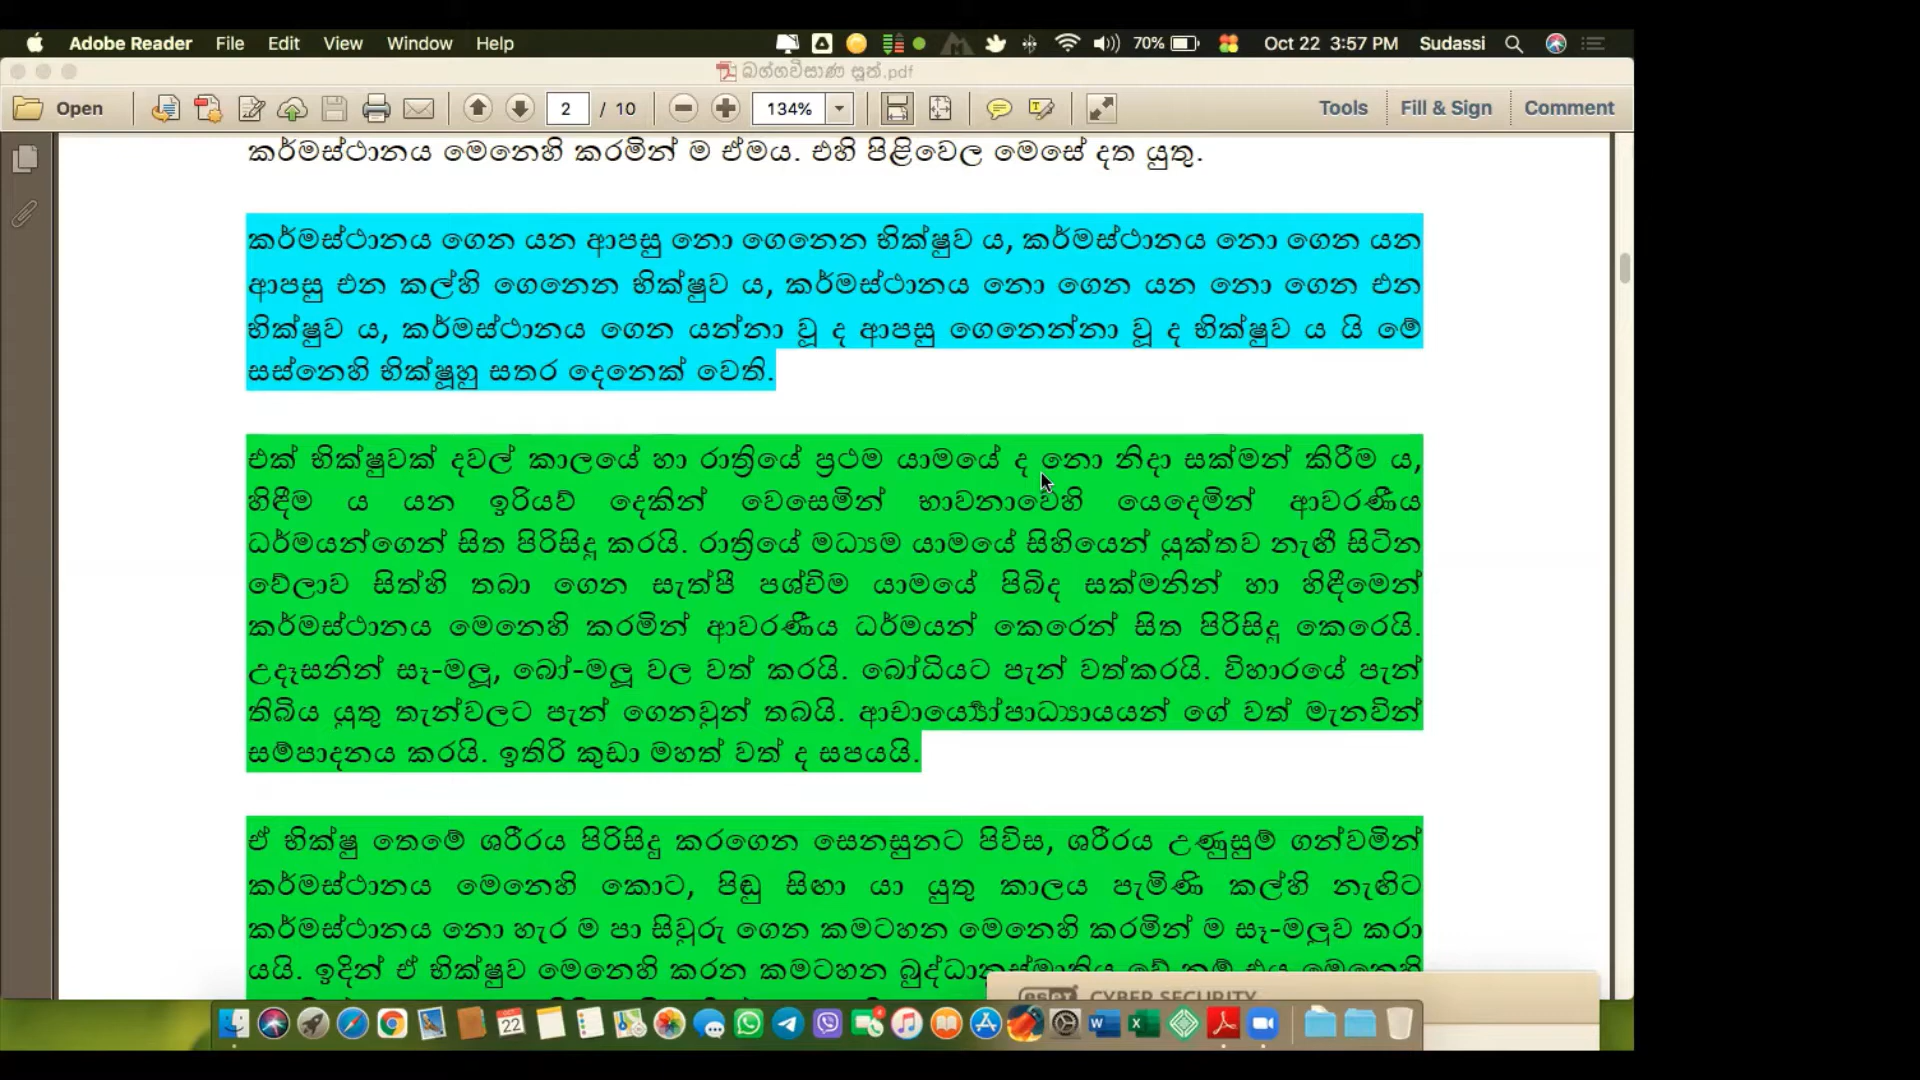 Adobe Reader File Edit View Window Help 70% Oct 22 3:57 PM Sudassi
ඛග්ගවිසාණ සූත්‍ර.pdf
Open 2 / 10 134% Tools Fill & Sign Comment
කර්මස්ථානය මෙනෙහි කරමින් ම ඒමය. එහි පිළිවෙල මෙසේ දත යුතු.
කර්මස්ථානය ගෙන යන ආපසු නො ගෙනෙන භික්ෂුව ය, කර්මස්ථානය නො ගෙන යන
ආපසු එන කල්හි ගෙනෙන භික්ෂුව ය, කර්මස්ථානය නො ගෙන යන නො ගෙන එන
භික්ෂුව ය, කර්මස්ථානය ගෙන යන්නා වූ ද ආපසු ගෙනෙන්නා වූ ද භික්ෂුව ය යි මේ
සස්නෙහි භික්ෂූහු සතර දෙනෙක් වෙති.
එක් භික්ෂුවක් දවල් කාලයේ හා රාත්‍රියේ ප්‍රථම යාමයේ ද නො නිදා සක්මන් කිරීම ය,
හිඳීම ය යන ඉරියව් දෙකින් වෙසෙමින් භාවනාවෙහි යෙදෙමින් ආවරණීය
ධර්මයන්ගෙන් සිත පිරිසිදු කරයි. රාත්‍රියේ මධ්‍යම යාමයේ සිහියෙන් යුක්තව නැඟී සිටින
වේලාව සිත්හි තබා ගෙන සැත්පී පශ්චිම යාමයේ පිබිද සක්මනින් හා හිඳීමෙන්
කර්මස්ථානය මෙනෙහි කරමින් ආවරණීය ධර්මයන් කෙරෙන් සිත පිරිසිදු කෙරෙයි.
උදෑසනින් සෑ-මලු, බෝ-මලු වල වත් කරයි. බෝධියට පැන් වත්කරයි. විහාරයේ පැන්
තිබිය යුතු තැන්වලට පැන් ගෙනවුන් තබයි. ආචාර්‍ය්‍යෝපාධ්‍යායයන් ගේ වත් මැනවින්
සම්පාදනය කරයි. ඉතිරි කුඩා මහත් වත් ද සපයයි.
ඒ භික්ෂු තෙමේ ශරීරය පිරිසිදු කරගෙන සෙනසුනට පිවිස, ශරීරය උණුසුම් ගන්වමින්
කර්මස්ථානය මෙනෙහි කොට, පිඬු සිඟා යා යුතු කාලය පැමිණි කල්හි නැඟිට
කර්මස්ථානය නො හැර ම පා සිවුරු ගෙන කමටහන මෙනෙහි කරමින් ම සෑ-මලුව කරා
යයි. ඉදින් ඒ භික්ෂුව මෙනෙහි කරන කමටහන බුද්ධානුස්මෘතිය වේ නම් එය මෙනෙහි
eseT CYBER SECURITY